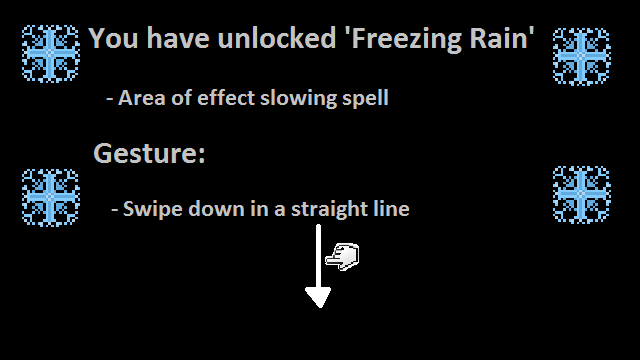 You have unlocked 'Freezing Rain'
- Area of effect slowing spell
Gesture:
- Swipe down in a straight line